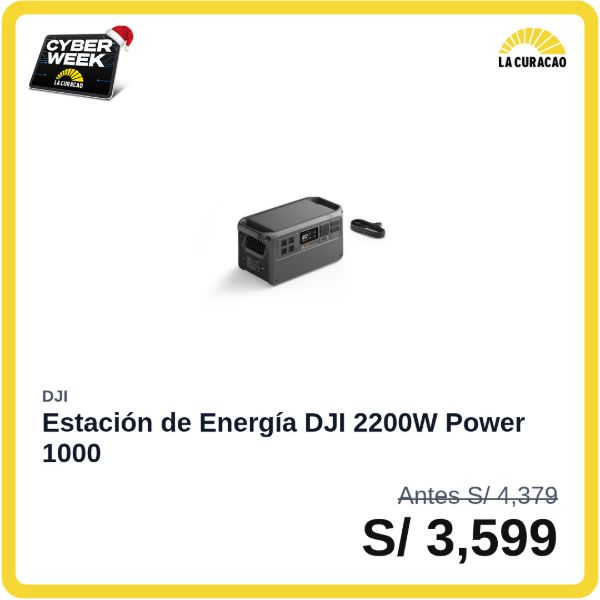 CYBER
WEEK
LA CURACAO
LA CURACAO
DJI
Estación de Energía DJI 2200W Power
1000
Antes S/ 4,379
S/ 3,599